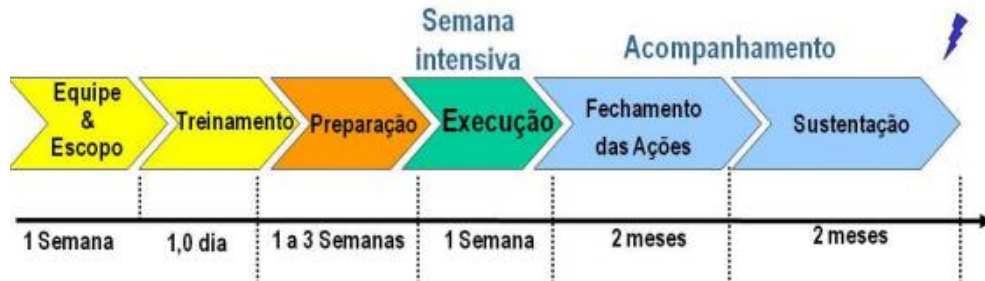 Semana
intensiva
Acompanhamento
Equipe
&
Escopo
Treinamento
Preparação
Execução
Fechamento
das Ações
Sustentação
1 Semana
1,0 dia
1 a 3 Semanas
1 Semana
2 meses
2 meses